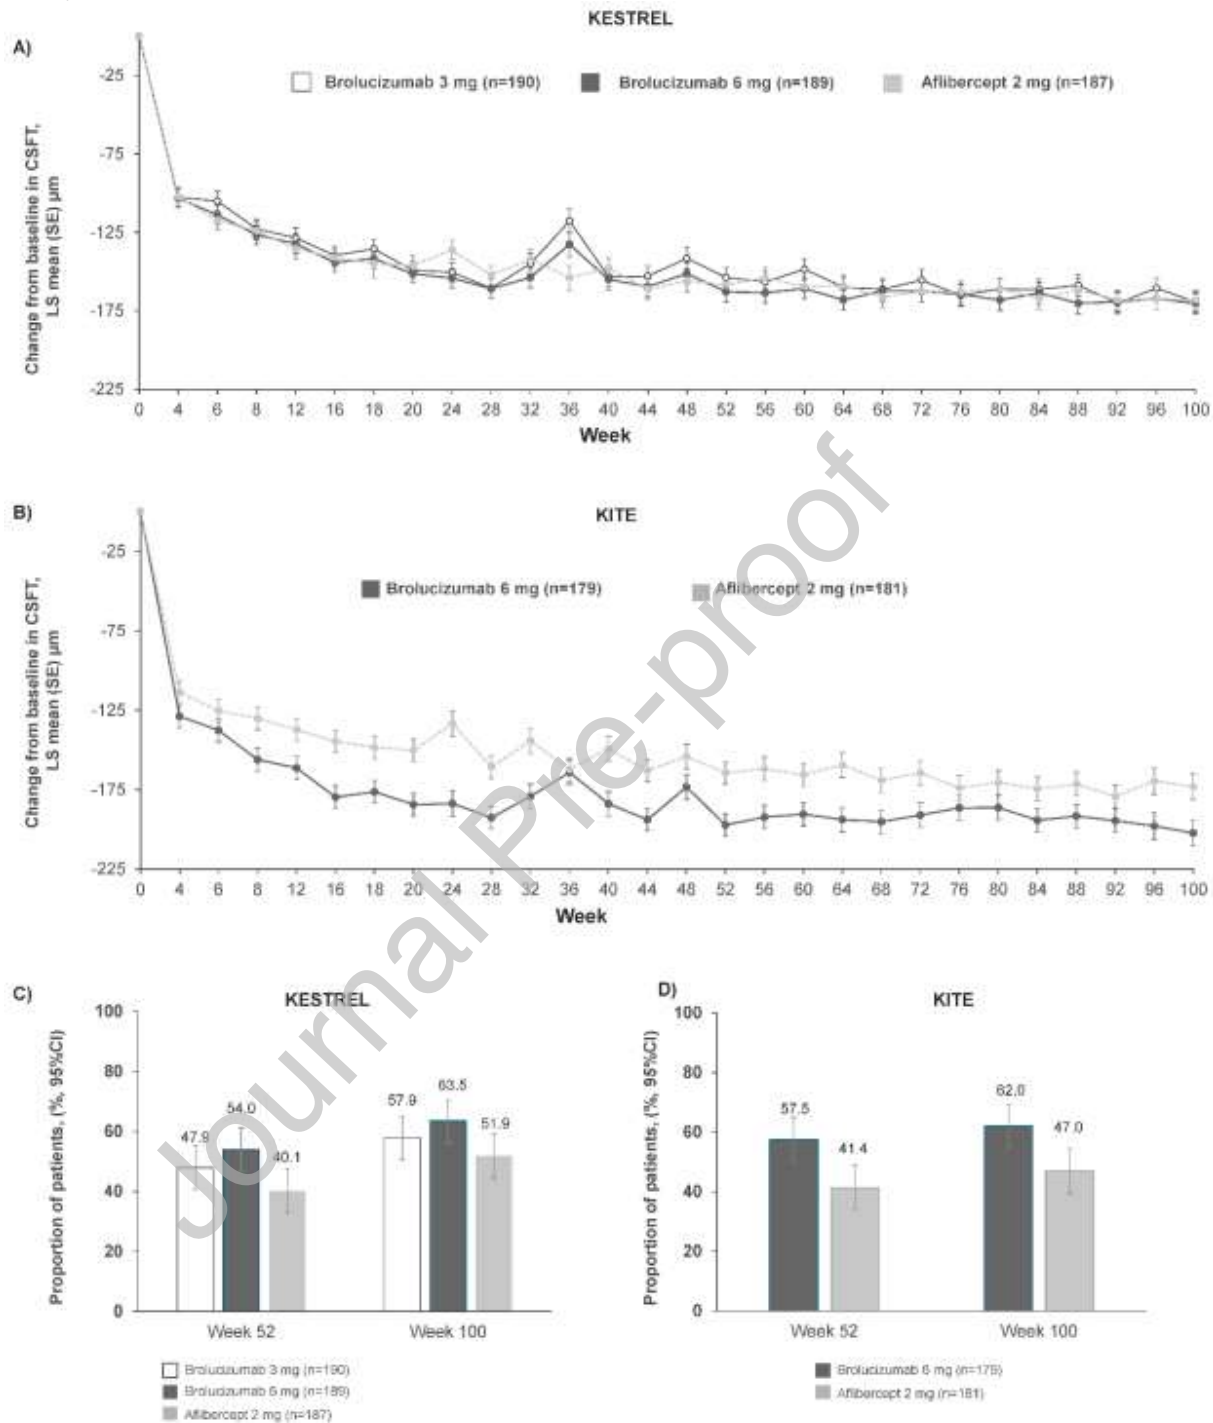 KESTREL
A)
Brolucizumab 3 mg (n=190) Brolucizumab 6 mg (n=189) Aflibercept 2 mg (n=187)
Change from baseline in CSFT,
LS mean (SE) µm
-25
-75
-125
-175
-225
0 4 6 8 12 16 18 20 24 28 32 36 40 44 48 52 56 60 64 68 72 76 80 84 88 92 96 100
Week
B)
KITE
Brolucizumab 6 mg (n=179) Aflibercept 2 mg (n=181)
Change from baseline in CSFT,
LS mean (SE) µm
-25
-75
-125
-175
-225
0 4 6 8 12 16 18 20 24 28 32 36 40 44 48 52 56 60 64 68 72 76 80 84 88 92 96 100
Week
Journal Pre-proof
C)
KESTREL
Proportion of patients, (%, 95%CI)
100
80
60
40
20
0
47.9 54.0 40.1 57.9 63.5 51.9
Week 52 Week 100
Brolucizumab 3 mg (n=190)
Brolucizumab 6 mg (n=189)
Aflibercept 2 mg (n=187)
D)
KITE
Proportion of patients, (%, 95%CI)
100
80
60
40
20
0
57.5 41.4 62.0 47.0
Week 52 Week 100
Brolucizumab 6 mg (n=179)
Aflibercept 2 mg (n=181)